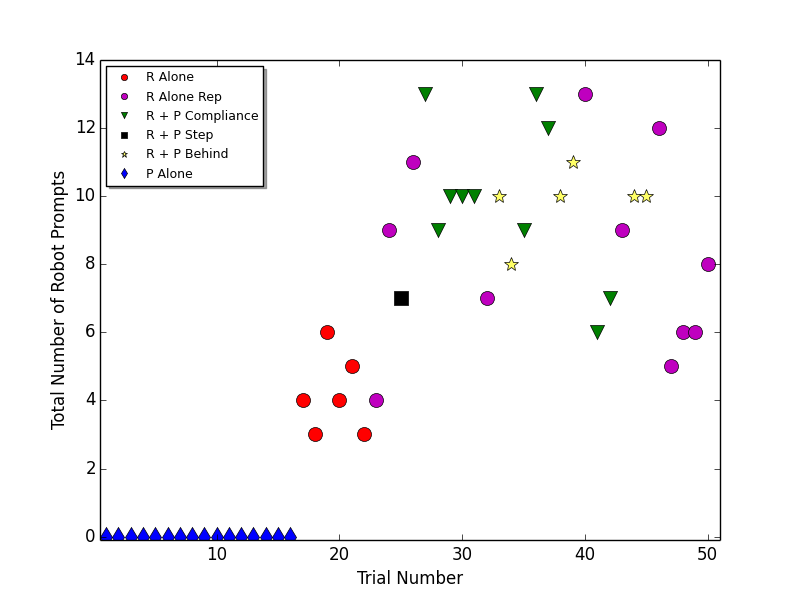 14
12
10
8
6
4
2
0
Total Number of Robot Prompts
R Alone
R Alone Rep
R + P Compliance
R + P Step
R + P Behind
P Alone
10 20 30 40 50
Trial Number